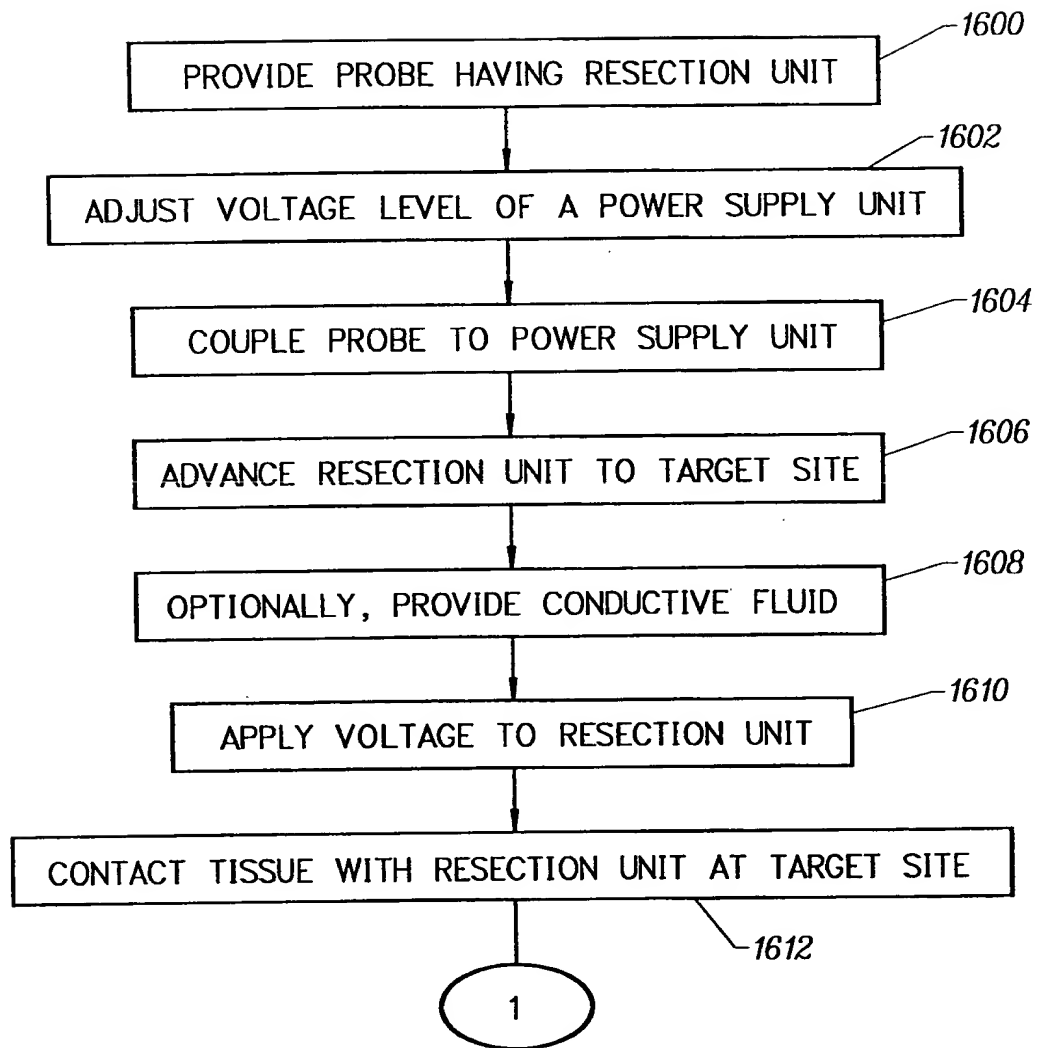 1600
PROVIDE PROBE HAVING RESECTION UNIT
1602
ADJUST VOLTAGE LEVEL OF A POWER SUPPLY UNIT
1604
COUPLE PROBE TO POWER SUPPLY UNIT
1606
ADVANCE RESECTION UNIT TO TARGET SITE
1608
OPTIONALLY, PROVIDE CONDUCTIVE FLUID
1610
APPLY VOLTAGE TO RESECTION UNIT
CONTACT TISSUE WITH RESECTION UNIT AT TARGET SITE
1612
1